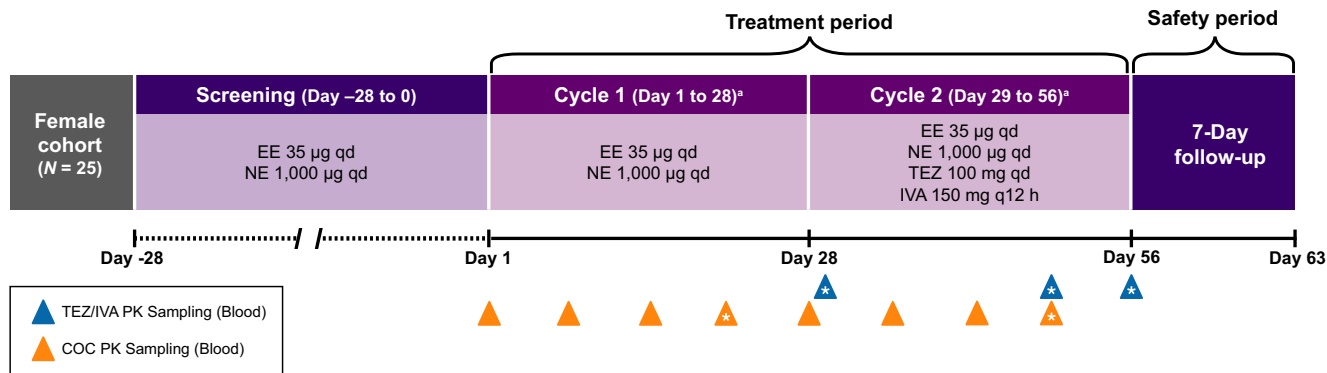 Treatment period
Safety period
Female
cohort
(N = 25)
Screening (Day –28 to 0)
EE 35 µg qd
NE 1,000 µg qd
Cycle 1 (Day 1 to 28)ª
EE 35 µg qd
NE 1,000 µg qd
Cycle 2 (Day 29 to 56)ª
EE 35 µg qd
NE 1,000 µg qd
TEZ 100 mg qd
IVA 150 mg q12 h
7-Day
follow-up
Day -28
Day 1
Day 28
Day 56
Day 63
TEZ/IVA PK Sampling (Blood)
COC PK Sampling (Blood)